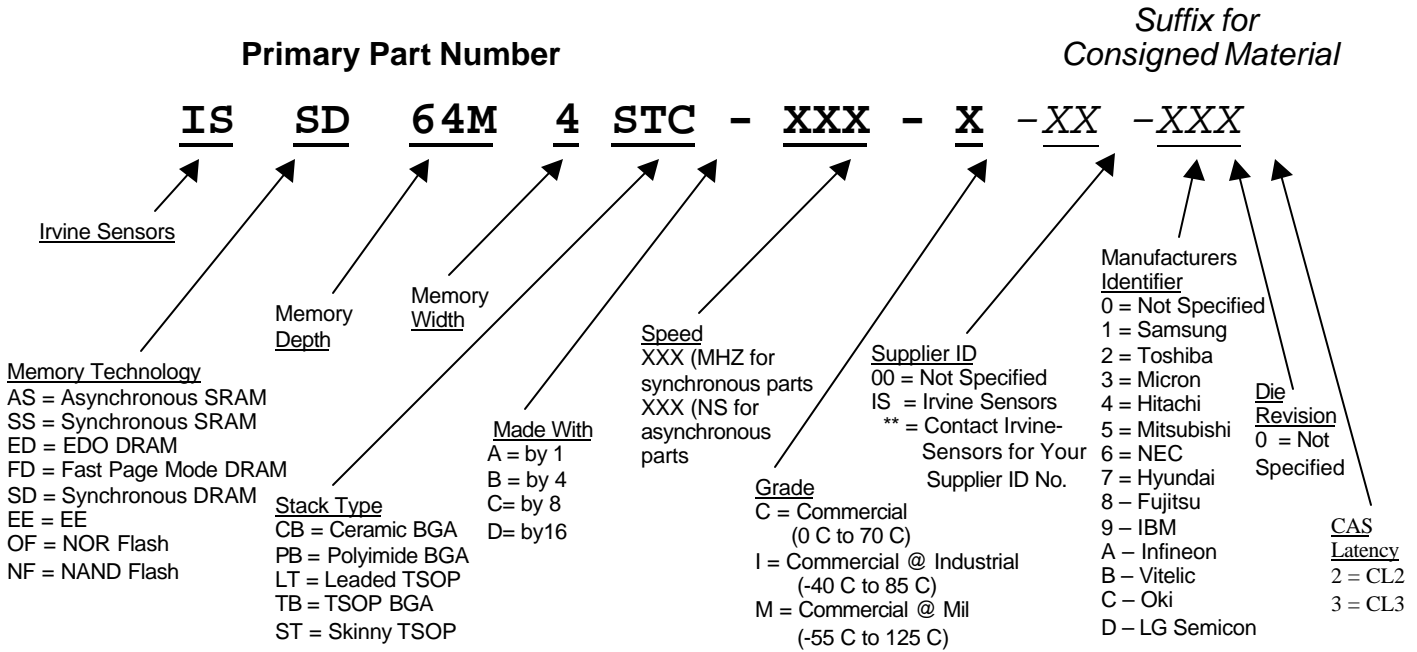 Suffix for
Primary Part Number
Consigned Material
IS SD 64M 4 STC - XXX - X -XX -XXX
Irvine Sensors
Memory
Depth
Memory
Width
Memory Technology
AS = Asynchronous SRAM
SS = Synchronous SRAM
ED = EDO DRAM
FD = Fast Page Mode DRAM
SD = Synchronous DRAM
EE = EE
OF = NOR Flash
NF = NAND Flash
Stack Type
CB = Ceramic BGA
PB = Polyimide BGA
LT = Leaded TSOP
TB = TSOP BGA
ST = Skinny TSOP
Made With
A = by 1
B = by 4
C= by 8
D= by16
Speed
XXX (MHZ for
synchronous parts
XXX (NS for
asynchronous
parts
Grade
C = Commercial
(0 C to 70 C)
I = Commercial @ Industrial
(-40 C to 85 C)
M = Commercial @ Mil
(-55 C to 125 C)
Supplier ID
00 = Not Specified
IS = Irvine Sensors
** = Contact Irvine-
Sensors for Your
Supplier ID No.
Manufacturers
Identifier
0 = Not Specified
1 = Samsung
2 = Toshiba
3 = Micron
4 = Hitachi
5 = Mitsubishi
6 = NEC
7 = Hyundai
8 – Fujitsu
9 – IBM
A – Infineon
B – Vitelic
C – Oki
D – LG Semicon
Die
Revision
0 = Not
Specified
CAS
Latency
2 = CL2
3 = CL3